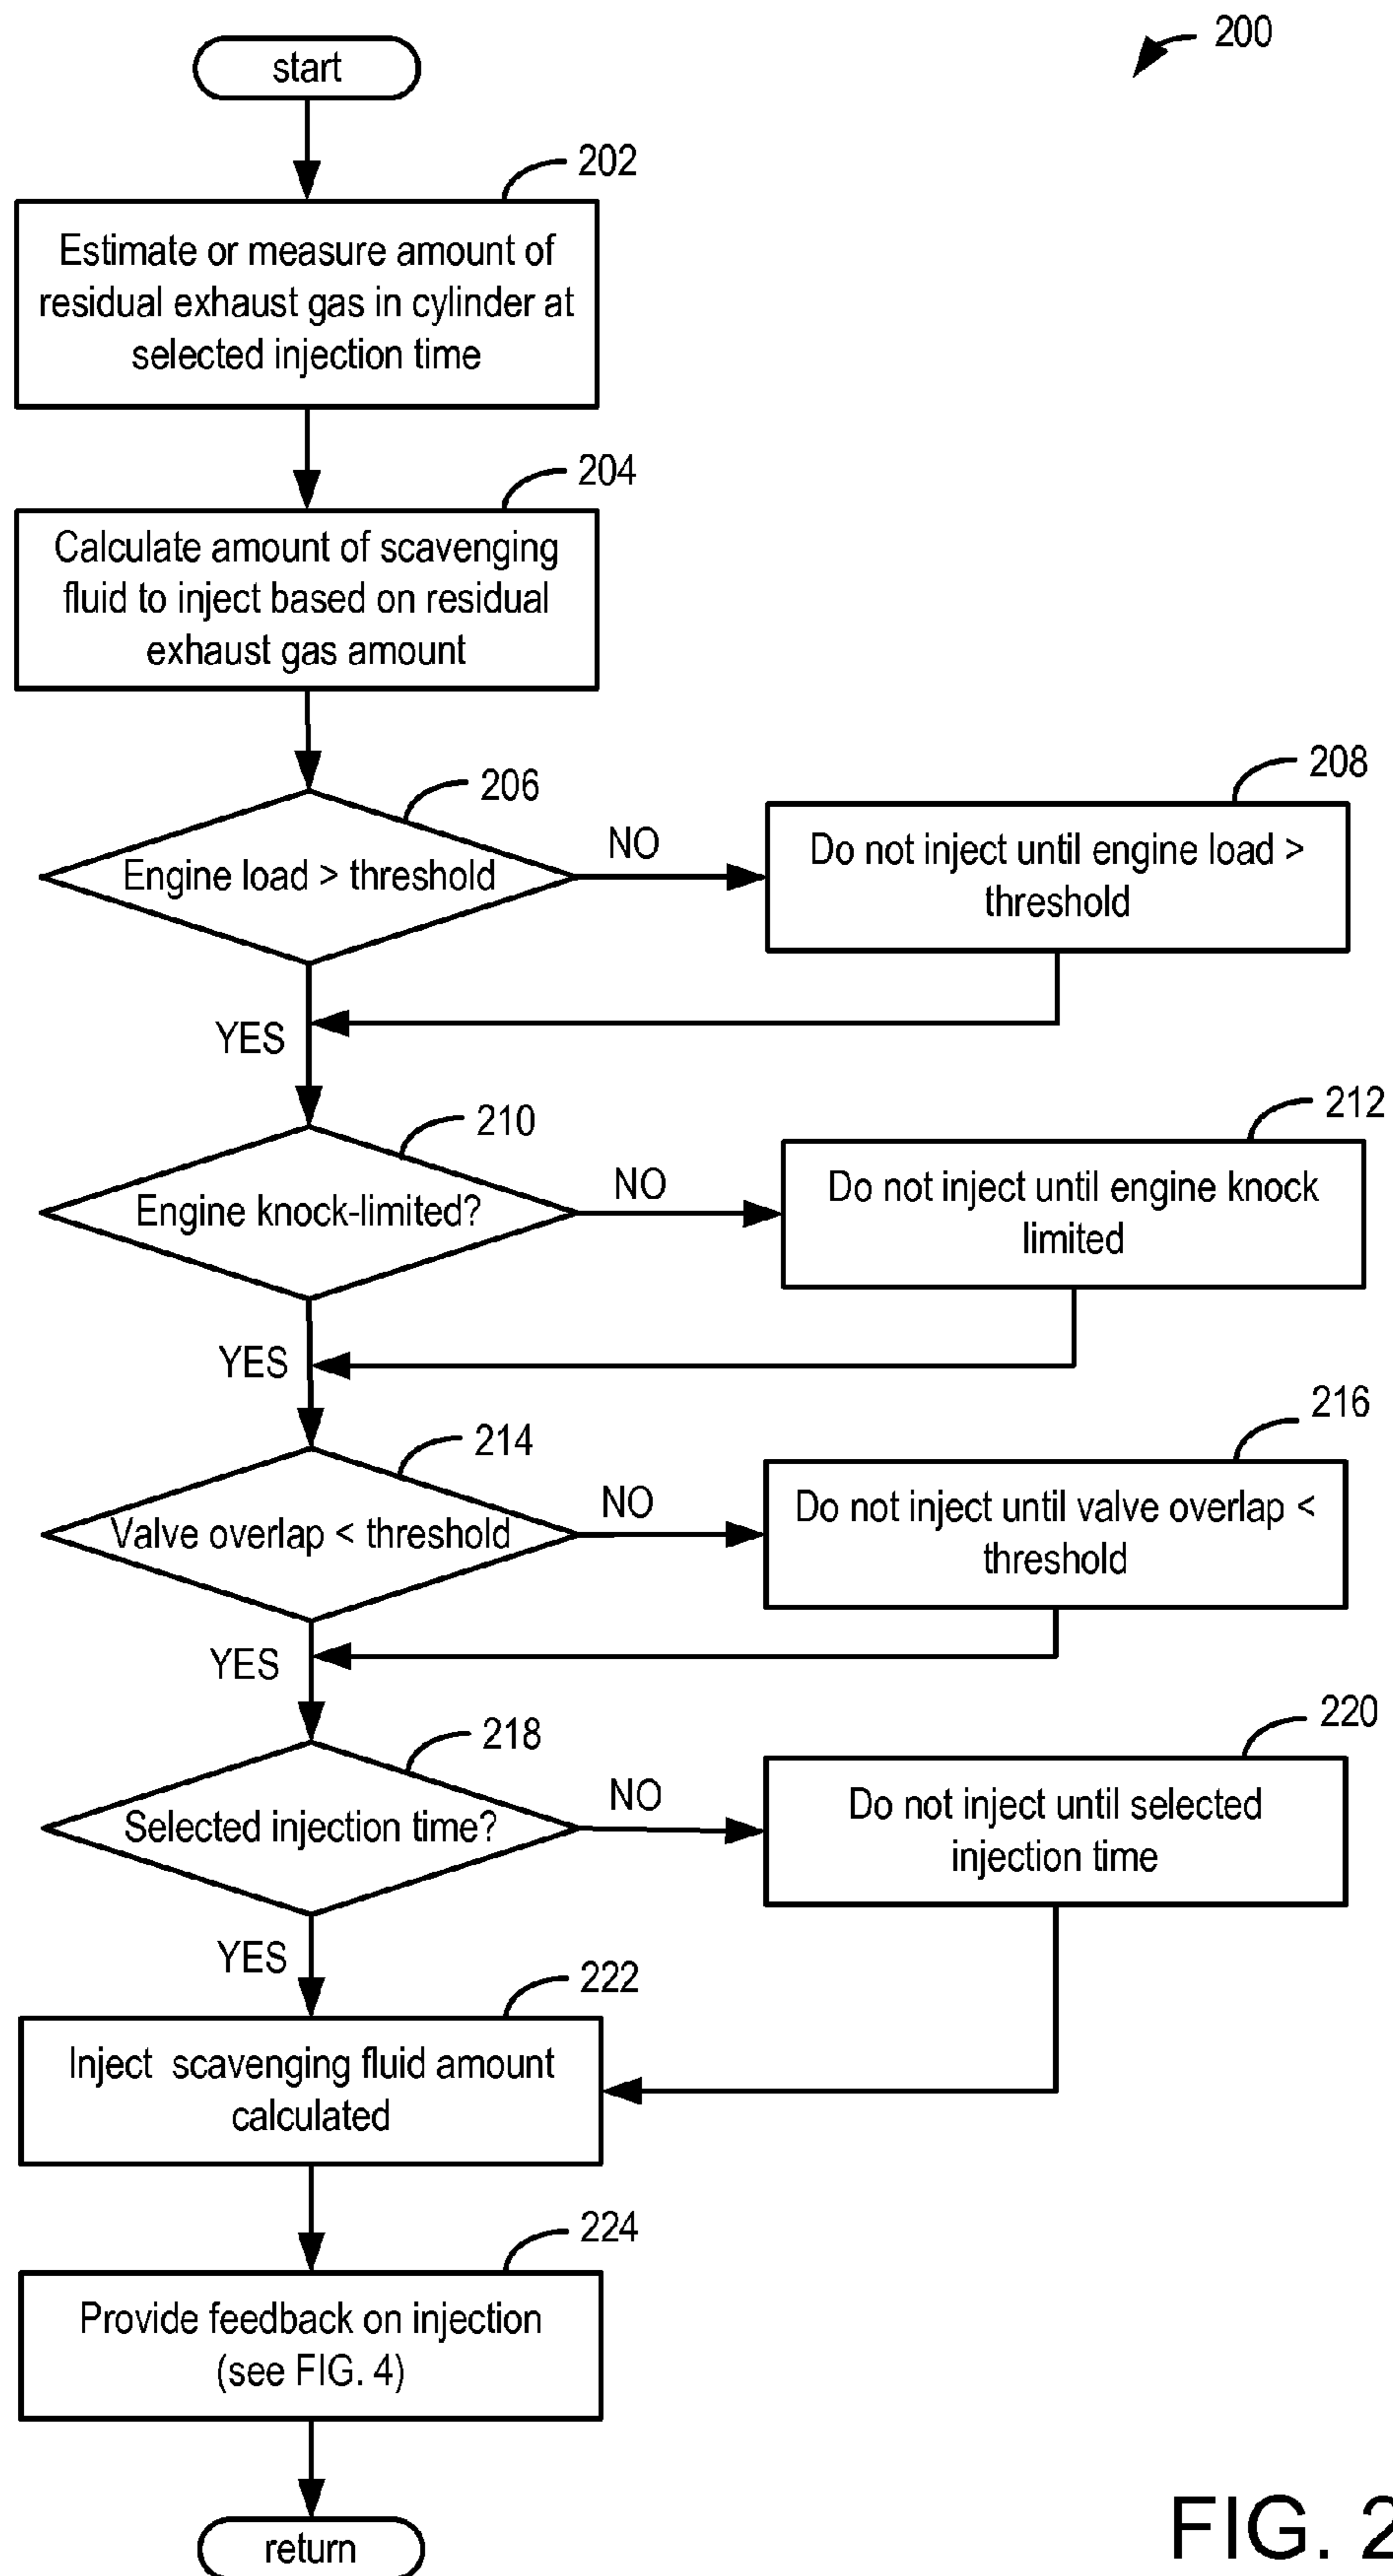 200
start
202
Estimate or measure amount of
residual exhaust gas in cylinder at
selected injection time
204
Calculate amount of scavenging
fluid to inject based on residual
exhaust gas amount
206
Engine load > threshold
NO
208
Do not inject until engine load >
threshold
YES
210
Engine knock-limited?
NO
212
Do not inject until engine knock
limited
YES
214
Valve overlap < threshold
NO
216
Do not inject until valve overlap <
threshold
YES
218
Selected injection time?
NO
220
Do not inject until selected
injection time
YES
222
Inject scavenging fluid amount
calculated
224
Provide feedback on injection
(see FIG. 4)
return
FIG. 2